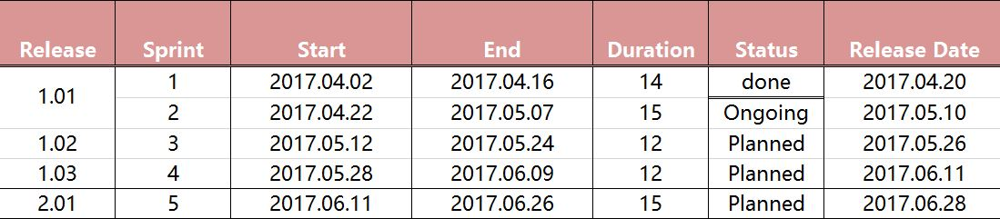 Release Sprint Start End Duration Status Release Date
1.01 1 2017.04.02 2017.04.16 14 done 2017.04.20
2 2017.04.22 2017.05.07 15 Ongoing 2017.05.10
1.02 3 2017.05.12 2017.05.24 12 Planned 2017.05.26
1.03 4 2017.05.28 2017.06.09 12 Planned 2017.06.11
2.01 5 2017.06.11 2017.06.26 15 Planned 2017.06.28